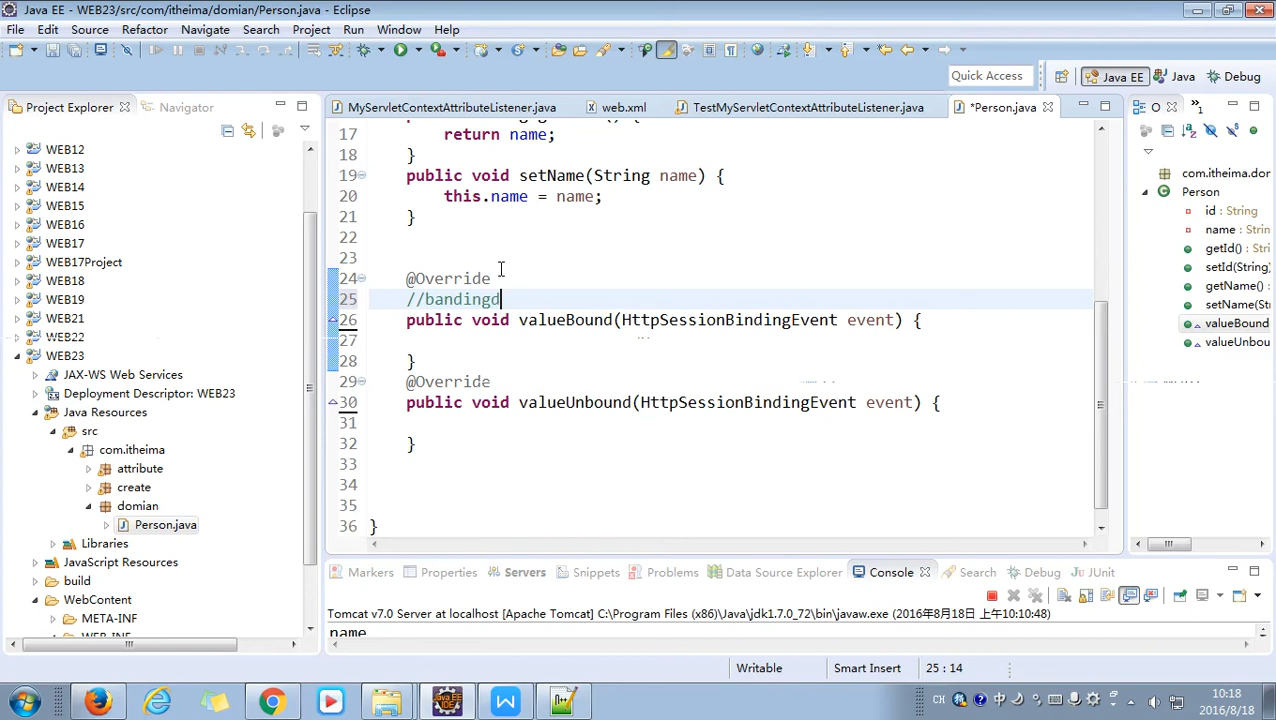 Java EE - WEB23/src/com/itheima/domian/Person.java - Eclipse
File Edit Source Refactor Navigate Search Project Run Window Help
Quick Access
Java EE Java Debug
Project Explorer Navigator
MyServletContextAttributeListener.java web.xml TestMyServletContextAttributeListener.java *Person.java
WEB12
WEB13
WEB14
WEB15
WEB16
WEB17
WEB17Project
WEB18
WEB19
WEB21
WEB22
WEB23
JAX-WS Web Services
Deployment Descriptor: WEB23
Java Resources
src
com.itheima
attribute
create
domian
Person.java
Libraries
JavaScript Resources
build
WebContent
META-INF
WEB-INF
17 return name;
18 }
19 public void setName(String name) {
20 this.name = name;
21 }
22
23
24 @Override
25 //bandingd
26 public void valueBound(HttpSessionBindingEvent event) {
27
28 }
29 @Override
30 public void valueUnbound(HttpSessionBindingEvent event) {
31
32 }
33
34
35
36 }
O
com.itheima.dor
Person
id : String
name : String
getId() : Strin
setId(String)
getName() :
setName(Stri
valueBound
valueUnbou
Markers Properties Servers Snippets Problems Data Source Explorer Console Search Debug JUnit
Tomcat v7.0 Server at localhost [Apache Tomcat] C:\Program Files (x86)\Java\jdk1.7.0_72\bin\javaw.exe (2016年8月18日 上午10:10:48)
name
Writable Smart Insert 25 : 14
CH 中 10:18
2016/8/18